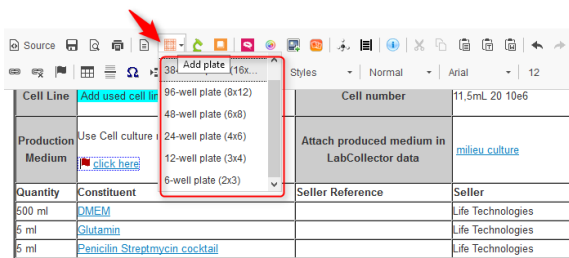 Source
Add plate
38- (16x...
Styles
Normal
Arial
12
96-well plate (8x12)
48-well plate (6x8)
24-well plate (4x6)
12-well plate (3x4)
6-well plate (2x3)
Cell Line
Add used cell lin
Cell number
11,5mL 20 10e6
Production Medium
Use Cell culture
click here
Attach produced medium in
LabCollector data
milieu culture
Quantity
Constituent
Seller Reference
Seller
500 ml
DMEM
Life Technologies
5 ml
Glutamin
Life Technologies
5 ml
Penicilin Streptmycin cocktail
Life Technologies